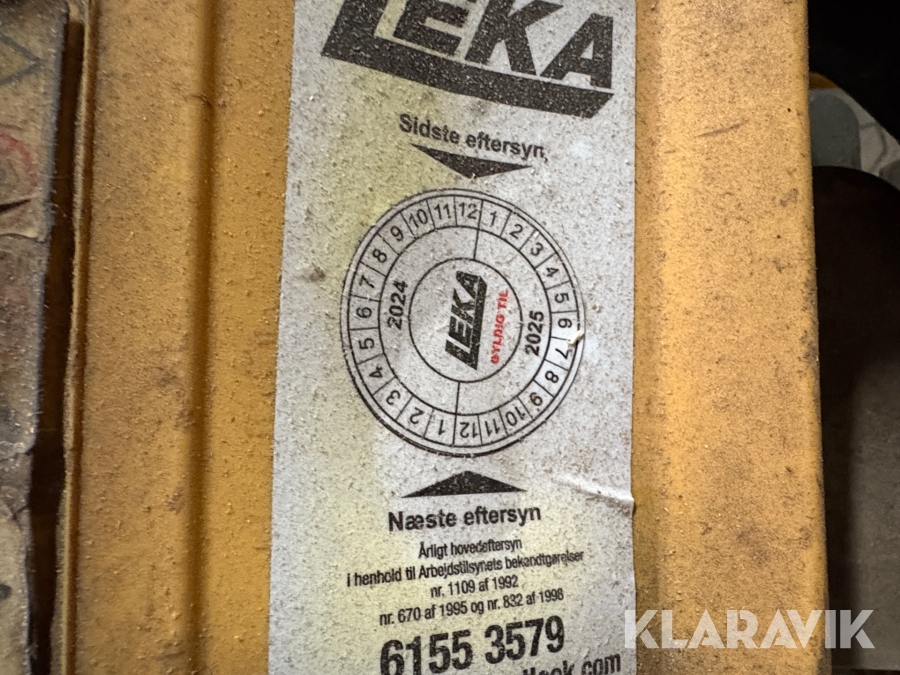 LEKA
Sidste eftersyn
2024
1 2 3 4 5 6 7 8 9 10 11 12
2025
1 2 3 4 5 6 7 8 9 10 11 12
LEKA
GYLDIG TIL
Næste eftersyn
Årligt hovedeftersyn
i henhold til Arbejdstilsynets bekandtgørelser
nr. 1109 af 1992
nr. 670 af 1995 og nr. 832 af 1998
6155 3579
KLARAVIK